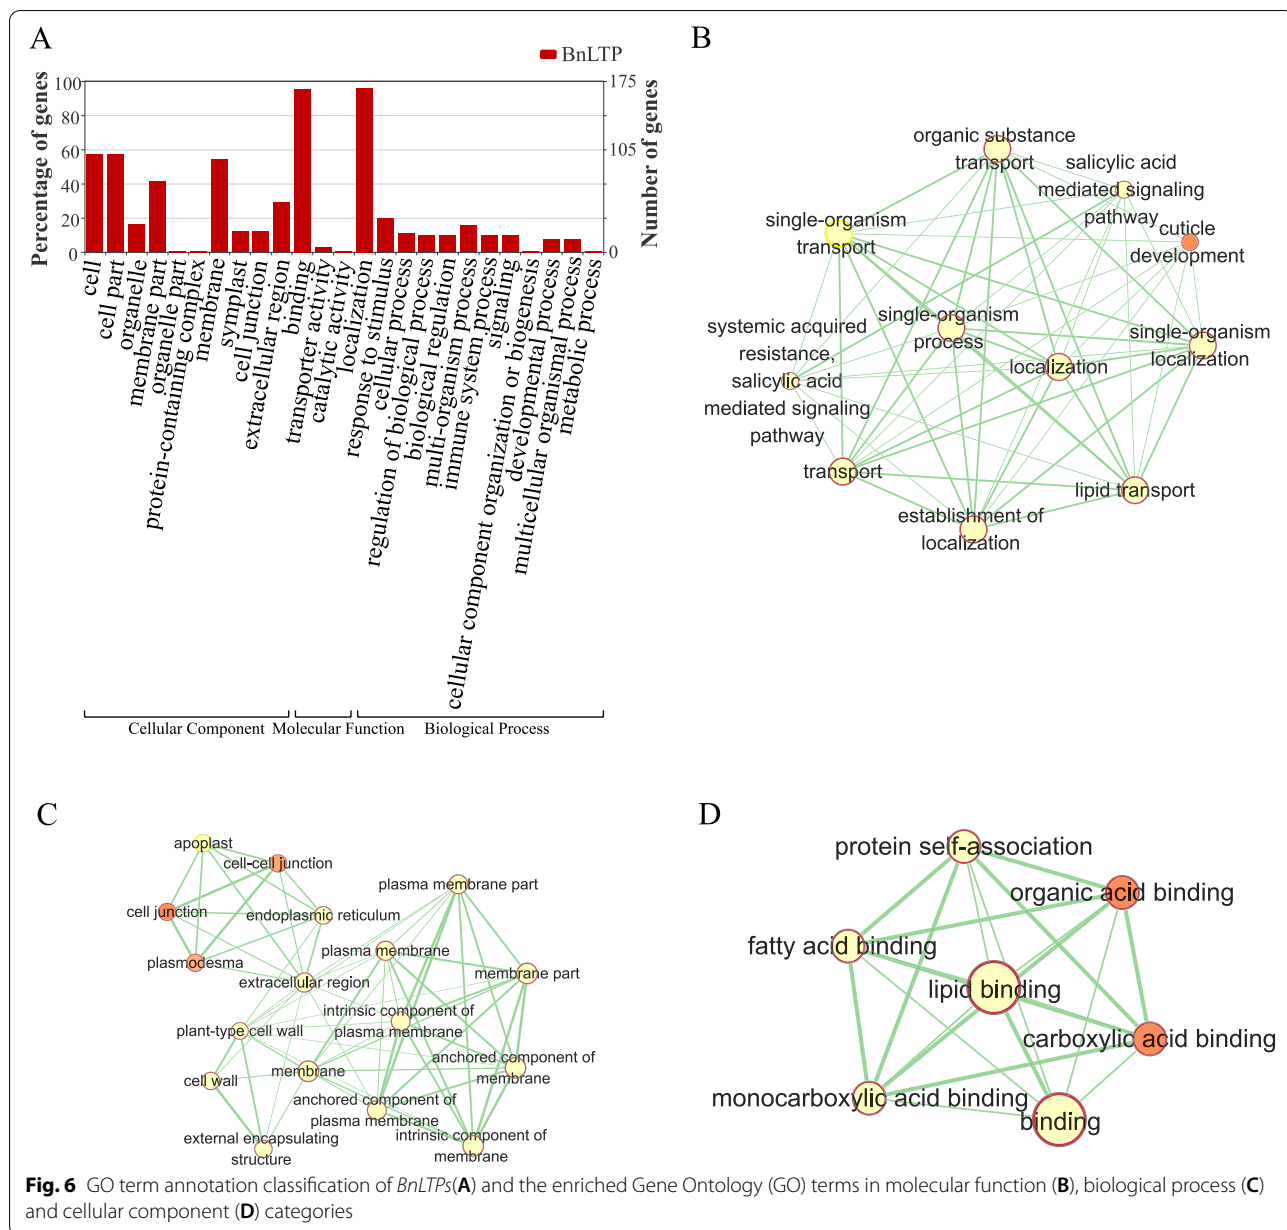 A
BnLTP
Percentage of genes
100
80
60
40
20
0
175
105
0
Number of genes
cell
cell part
organelle
membrane part
organelle part
protein-containing complex
membrane
symplast
cell junction
extracellular region
binding
transporter activity
catalytic activity
localization
response to stimulus
cellular process
regulation of biological process
biological regulation
multi-organism process
immune system process
signaling
cellular component organization or biogenesis
developmental process
multicellular organismal process
metabolic process
Cellular Component
Molecular Function
Biological Process
B
organic substance
transport
salicylic acid
mediated signaling
pathway
cuticle
development
single-organism
transport
single-organism
process
systemic acquired
resistance,
salicylic acid
mediated signaling
pathway
localization
single-organism
localization
transport
lipid transport
establishment of
localization
C
apoplast
cell-cell junction
cell junction
endoplasmic reticulum
plasmodesma
extracellular region
plasma membrane part
plasma membrane
membrane part
intrinsic component of
plasma membrane
plant-type cell wall
anchored component of
membrane
membrane
cell wall
anchored component of
plasma membrane
external encapsulating
structure
intrinsic component of
membrane
D
protein self-association
organic acid binding
fatty acid binding
lipid binding
carboxylic acid binding
monocarboxylic acid binding
binding
Fig. 6 GO term annotation classification of BnLTPs(A) and the enriched Gene Ontology (GO) terms in molecular function (B), biological process (C)
and cellular component (D) categories